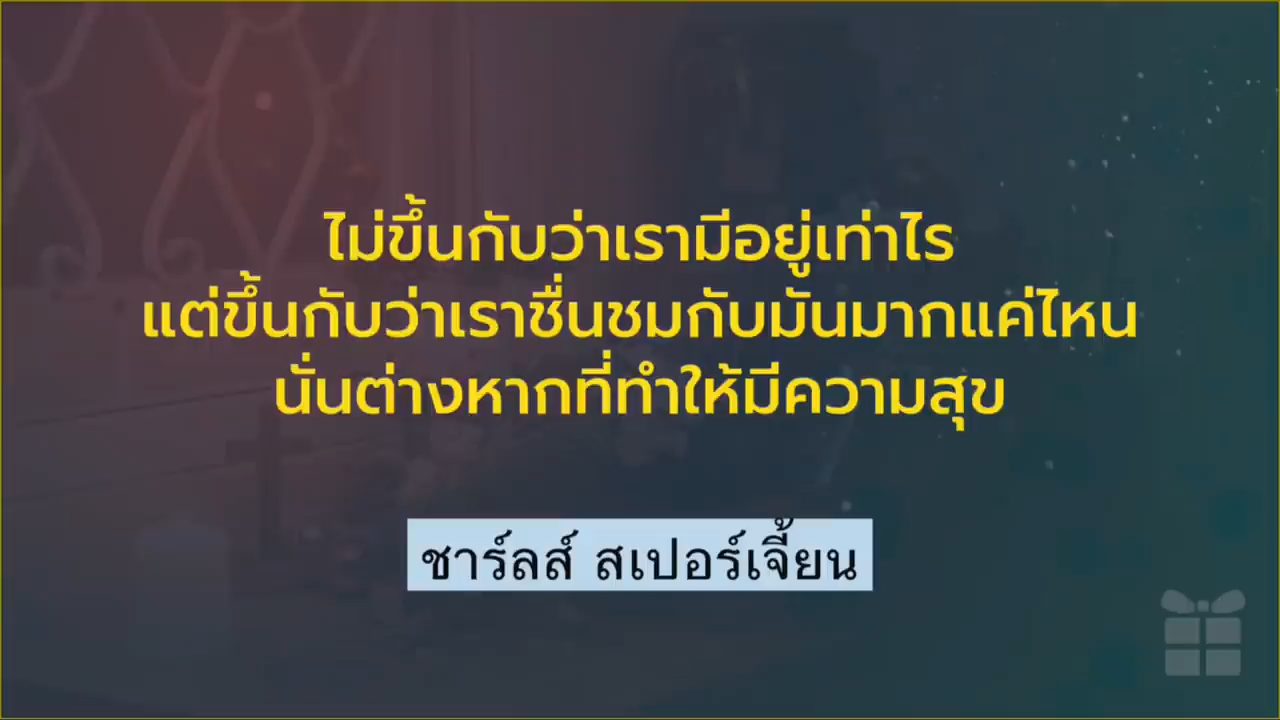 ไม่ขึ้นกับว่าเรามีอยู่เท่าไร
แต่ขึ้นกับว่าเราชื่นชมกับมันมากแค่ไหน
นั่นต่างหากที่ทำให้มีความสุข
ชาร์ลส์ สเปอร์เจี้ยน